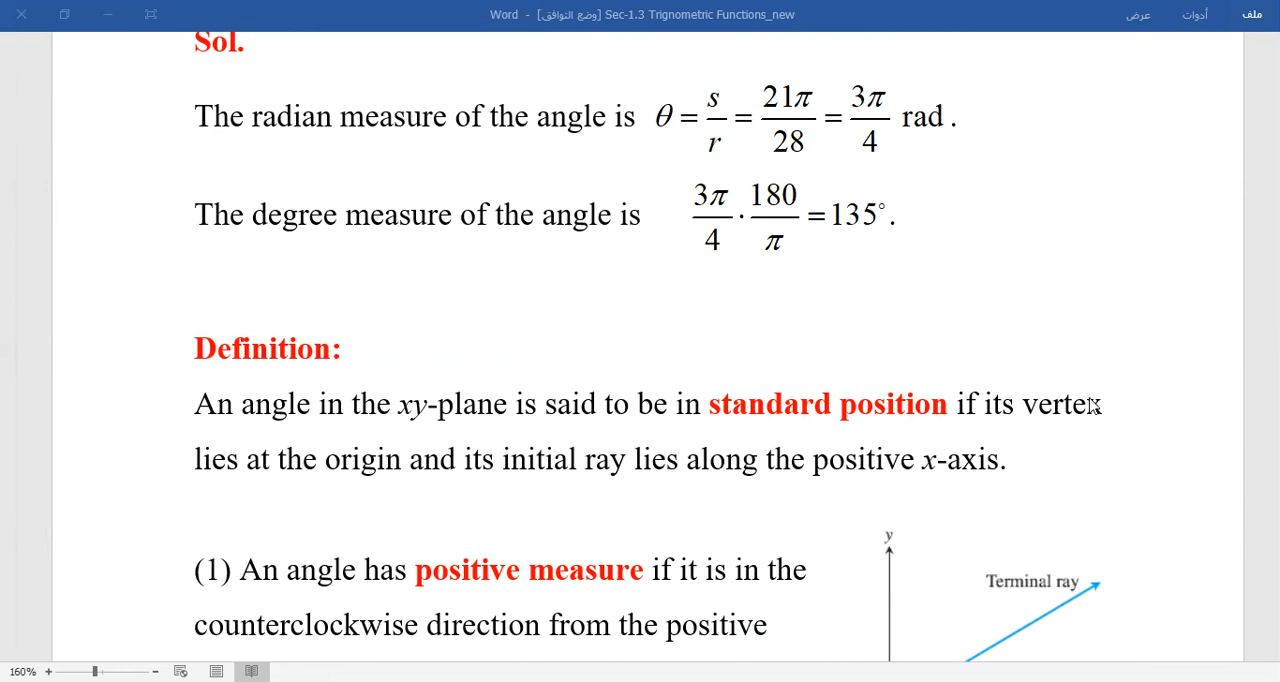 Word - [وضع التوافق] Sec-1.3 Trignometric Functions_new
عرض أدوات ملف
Sol.
The radian measure of the angle is θ = s/r = 21π/28 = 3π/4 rad .
The degree measure of the angle is 3π/4 · 180/π = 135°.
Definition:
An angle in the xy-plane is said to be in standard position if its vertex
lies at the origin and its initial ray lies along the positive x-axis.
(1) An angle has positive measure if it is in the
counterclockwise direction from the positive
y
Terminal ray
160%